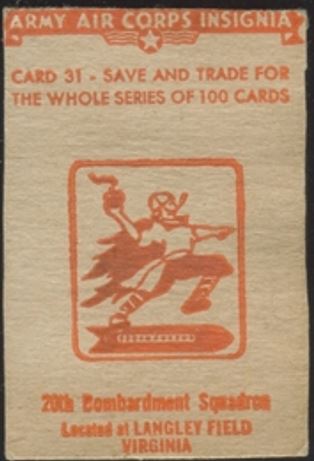 ARMY AIR CORPS INSIGNIA
CARD 31 - SAVE AND TRADE FOR
THE WHOLE SERIES OF 100 CARDS
20th Bombardment Squadron
Located at LANGLEY FIELD
VIRGINIA